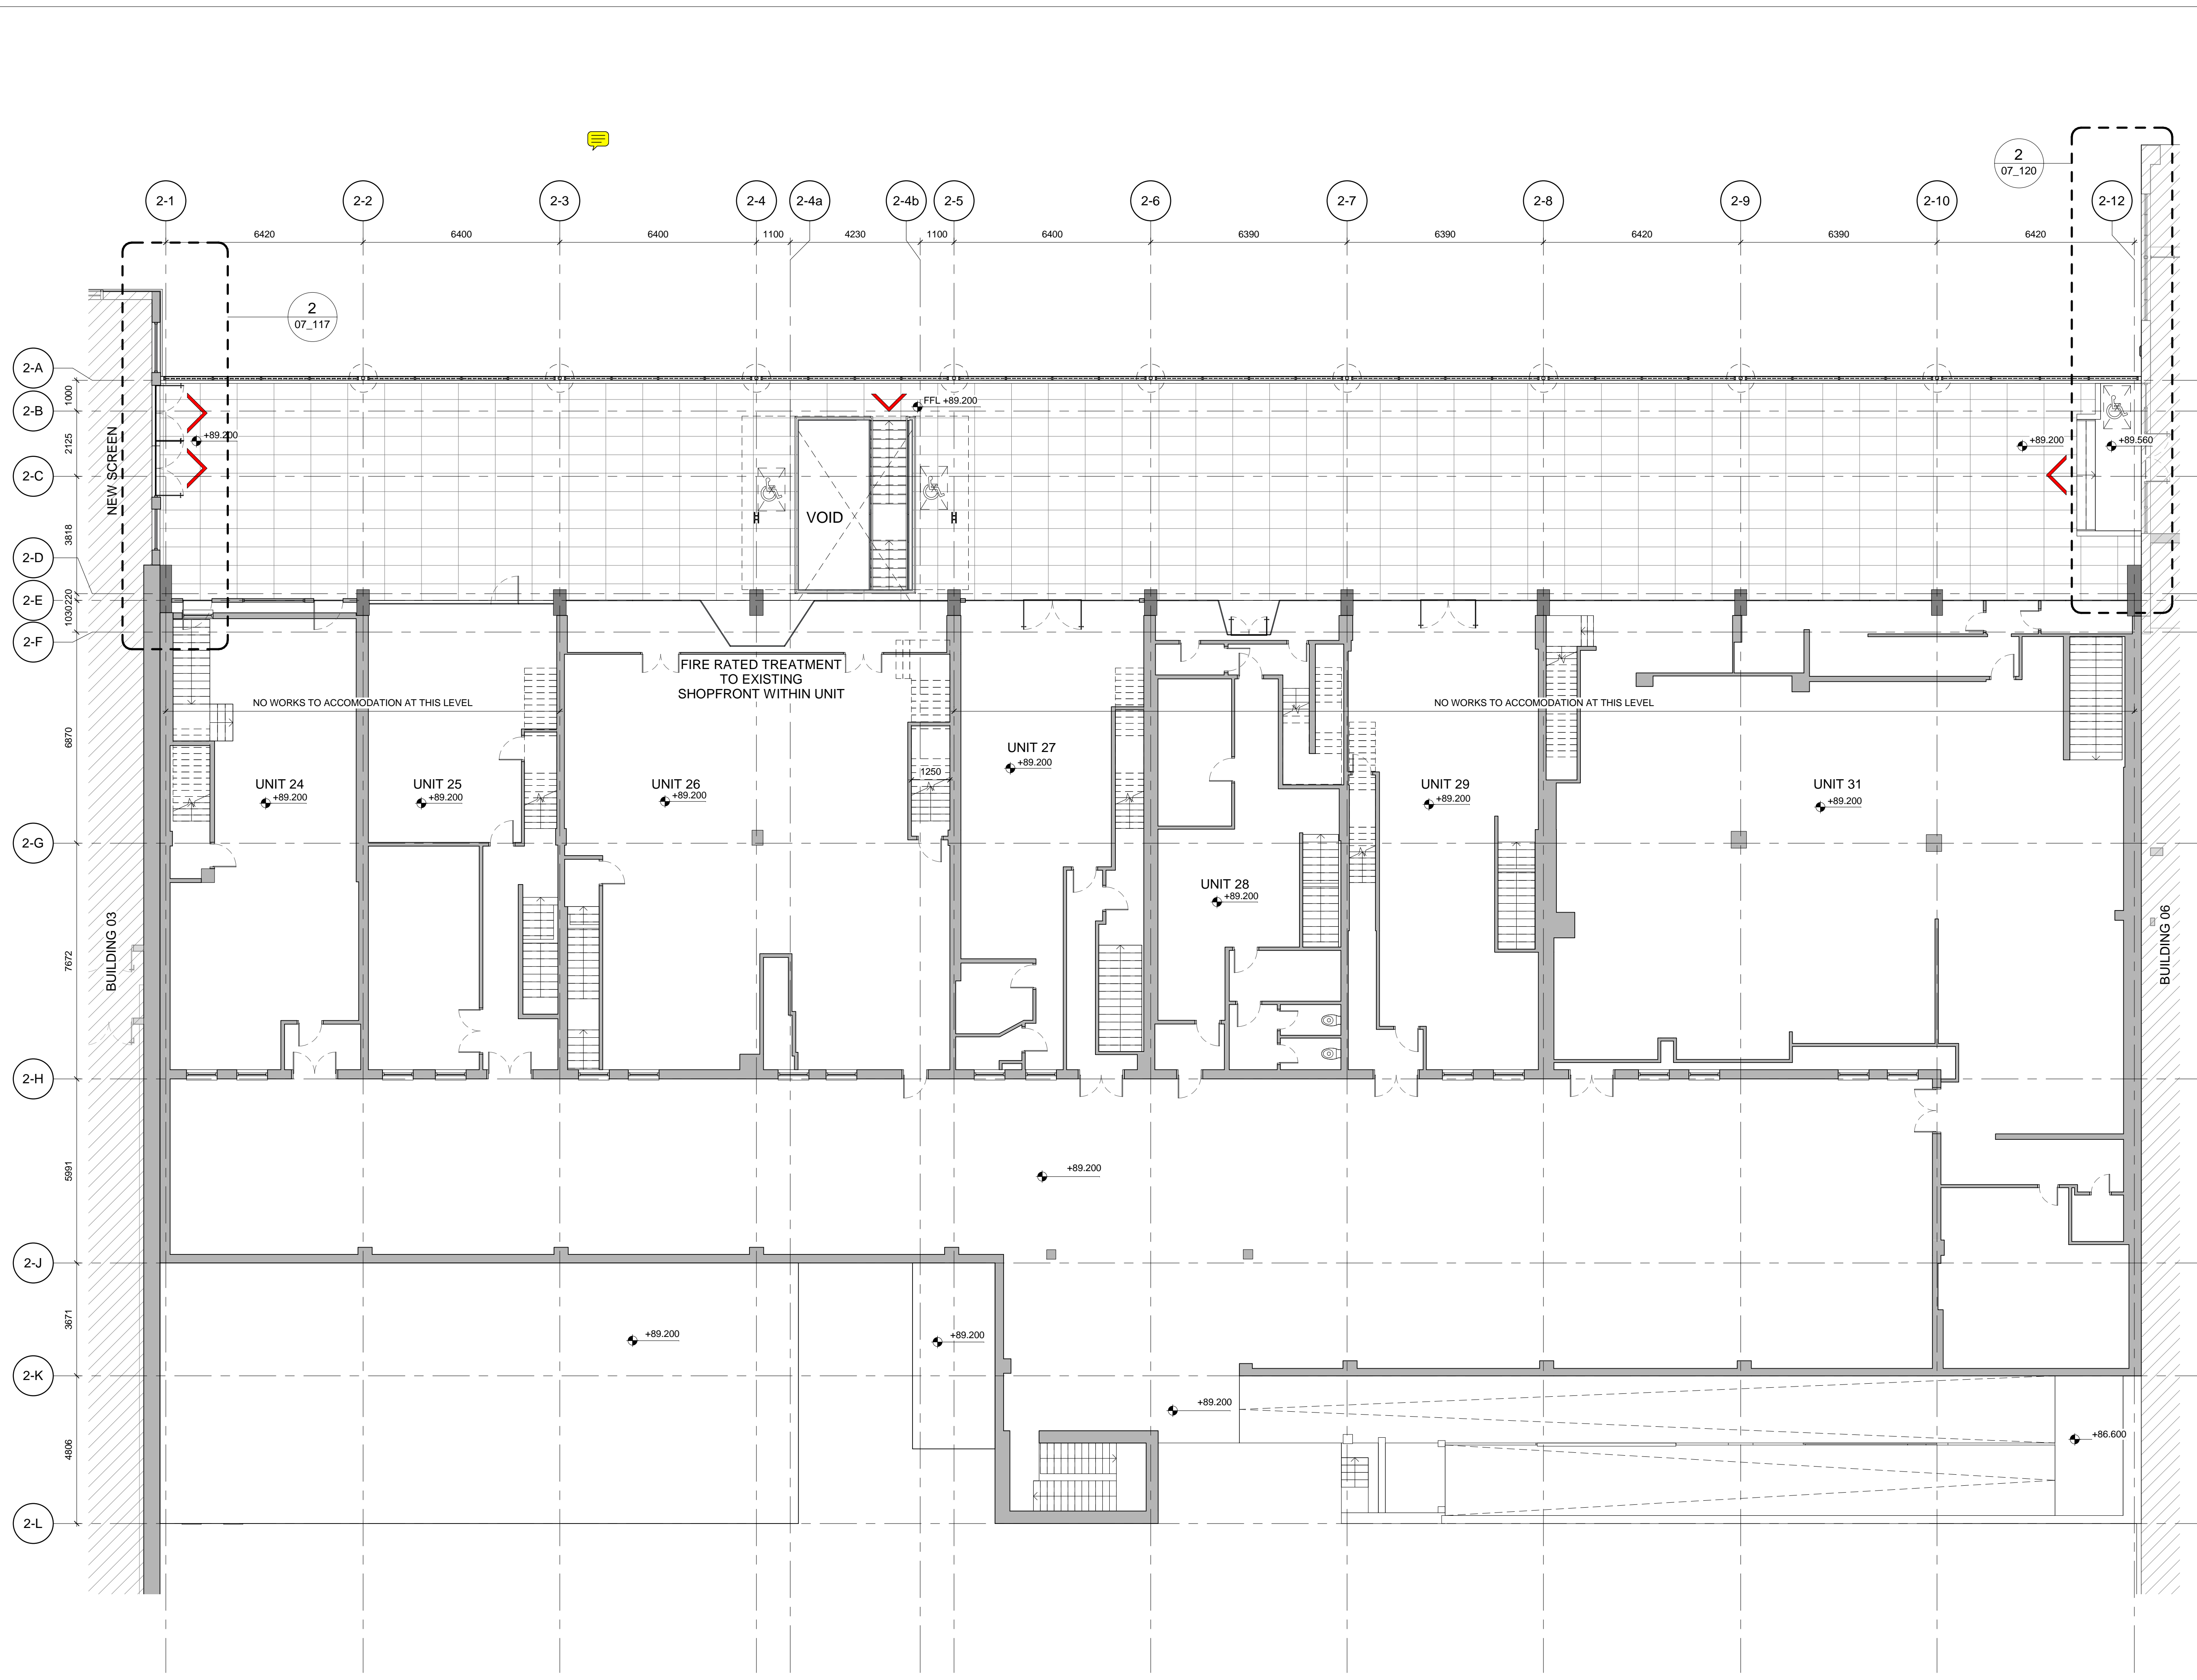 2
07_120
2-1
2-2
2-3
2-4
2-4a
2-4b
2-5
2-6
2-7
2-8
2-9
2-10
2-12
6420
6400
6400
1100
4230
1100
6400
6390
6390
6420
6390
6420
2
07_117
2-A
1000
2-B
2125
2-C
3818
2-D
220
2-E
1030
2-F
6870
2-G
7672
2-H
5991
2-J
3671
2-K
4806
2-L
NEW SCREEN
BUILDING 03
BUILDING 06
FFL +89.200
+89.200
+89.200
+89.560
VOID
FIRE RATED TREATMENT
TO EXISTING
SHOPFRONT WITHIN UNIT
NO WORKS TO ACCOMODATION AT THIS LEVEL
NO WORKS TO ACCOMODATION AT THIS LEVEL
UNIT 24
+89.200
UNIT 25
+89.200
UNIT 26
+89.200
1250
UNIT 27
+89.200
UNIT 28
+89.200
UNIT 29
+89.200
UNIT 31
+89.200
+89.200
+89.200
+89.200
+89.200
+86.600